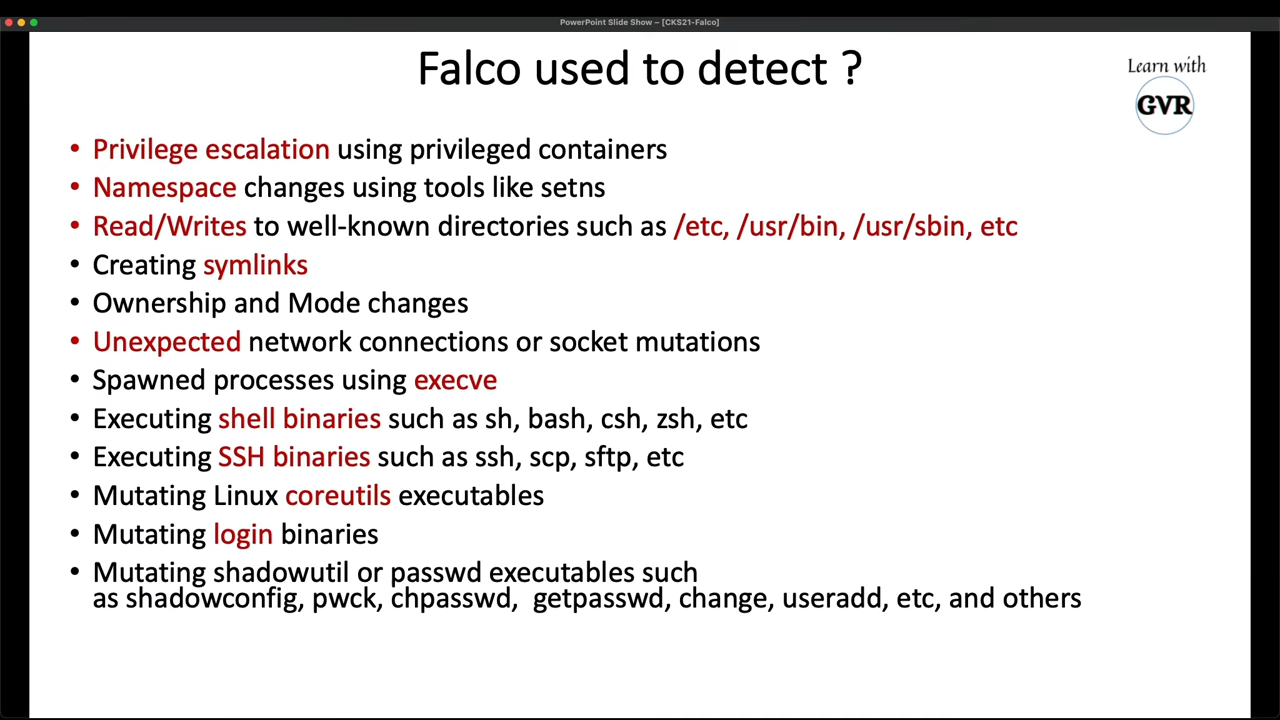 PowerPoint Slide Show – [CKS21-Falco]
Falco used to detect ?
Learn with
GVR
• Privilege escalation using privileged containers
• Namespace changes using tools like setns
• Read/Writes to well-known directories such as /etc, /usr/bin, /usr/sbin, etc
• Creating symlinks
• Ownership and Mode changes
• Unexpected network connections or socket mutations
• Spawned processes using execve
• Executing shell binaries such as sh, bash, csh, zsh, etc
• Executing SSH binaries such as ssh, scp, sftp, etc
• Mutating Linux coreutils executables
• Mutating login binaries
• Mutating shadowutil or passwd executables such
as shadowconfig, pwck, chpasswd, getpasswd, change, useradd, etc, and others